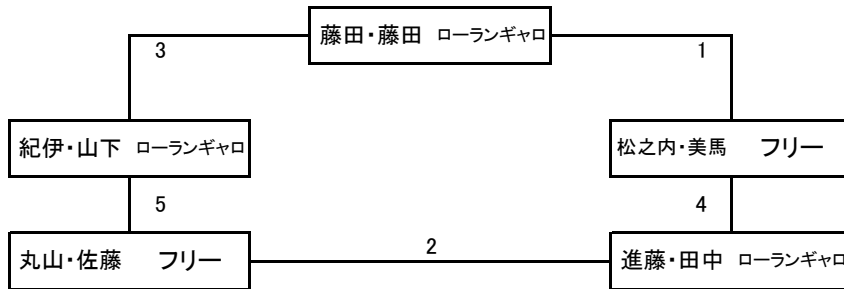 藤田・藤田 ローランギャロ
3
1
紀伊・山下 ローランギャロ
松之内・美馬 フリー
5
4
丸山・佐藤 フリー
2
進藤・田中 ローランギャロ